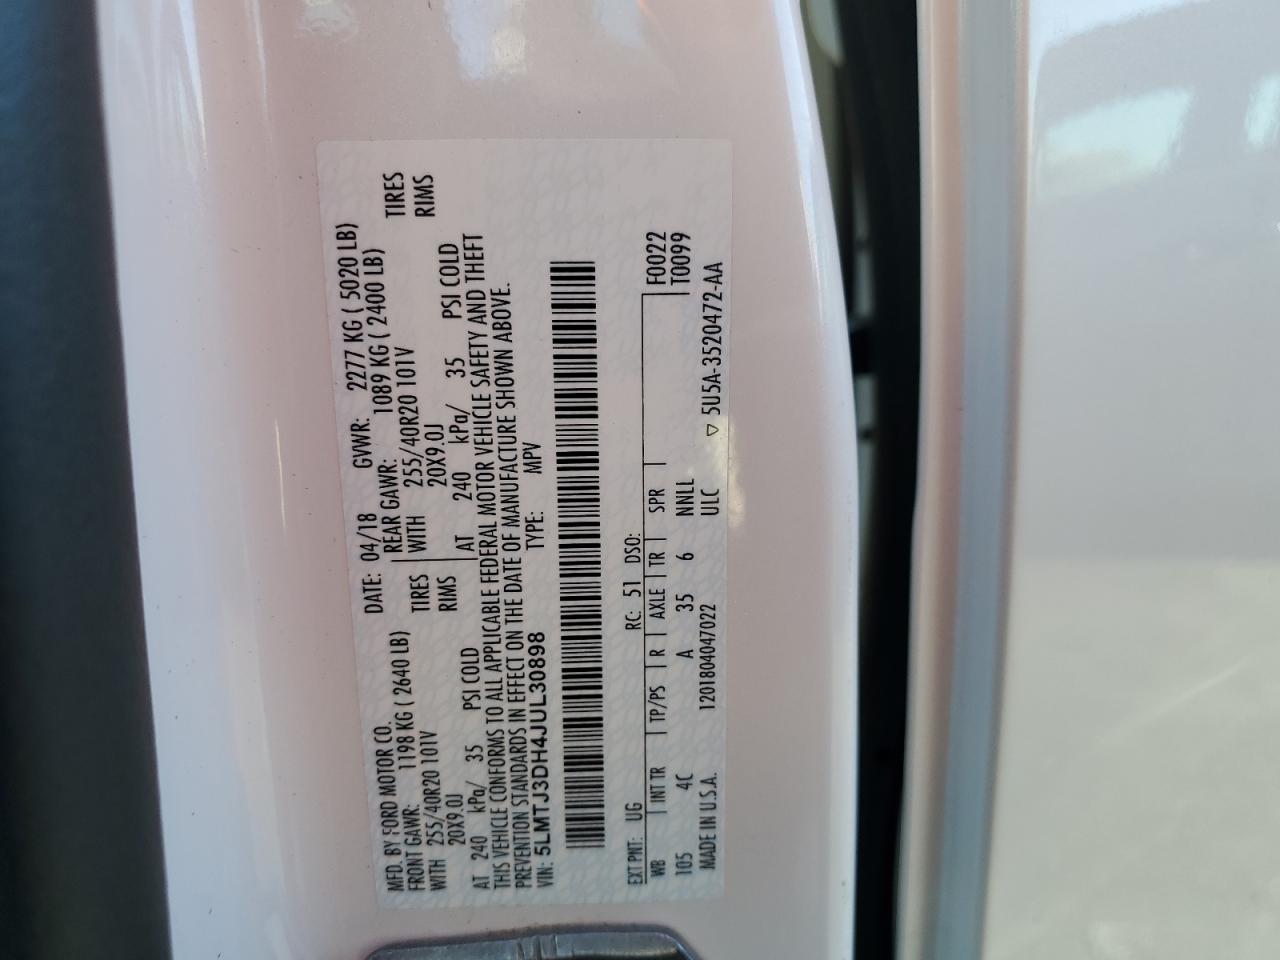 MFD. BY FORD MOTOR CO.
DATE: 04/18 GVWR: 2277 KG ( 5020 LB)
FRONT GAWR: 1198 KG ( 2640 LB) REAR GAWR: 1089 KG ( 2400 LB)
WITH 255/40R20 101V TIRES WITH 255/40R20 101V TIRES
20X9.0J RIMS 20X9.0J RIMS
AT 240 kPa/ 35 PSI COLD AT 240 kPa/ 35 PSI COLD
THIS VEHICLE CONFORMS TO ALL APPLICABLE FEDERAL MOTOR VEHICLE SAFETY AND THEFT
PREVENTION STANDARDS IN EFFECT ON THE DATE OF MANUFACTURE SHOWN ABOVE.
VIN: 5LMTJ3DH4JUL30898 TYPE: MPV
EXT PNT: UG RC: 51 DSO: F0022
WB INT TR TP/PS R AXLE TR SPR T0099
105 4C A 35 6 NNLL
MADE IN U.S.A. 1201804047022 ULC ▽ 5U5A-3520472-AA